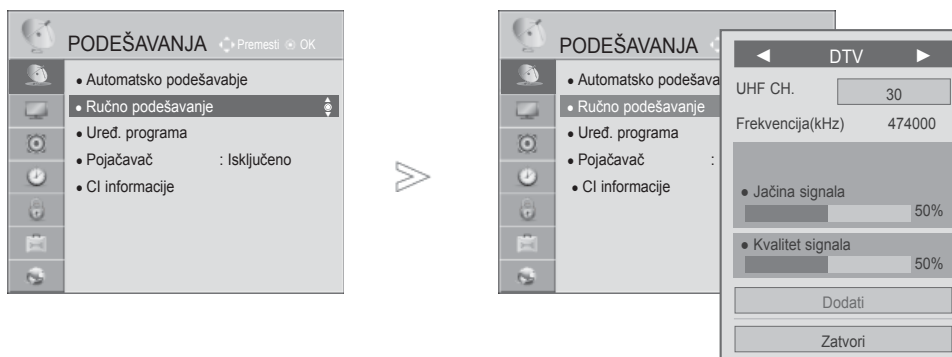 PODEŠAVANJA Premesti OK
• Automatsko podešavabje
• Ručno podešavanje
• Uređ. programa
• Pojačavač : Isključeno
• CI informacije
PODEŠAVANJA
• Automatsko podešava
• Ručno podešavanje
• Uređ. programa
• Pojačavač :
• CI informacije
◄ DTV ►
UHF CH. 30
Frekvencija(kHz) 474000
• Jačina signala
50%
• Kvalitet signala
50%
Dodati
Zatvori